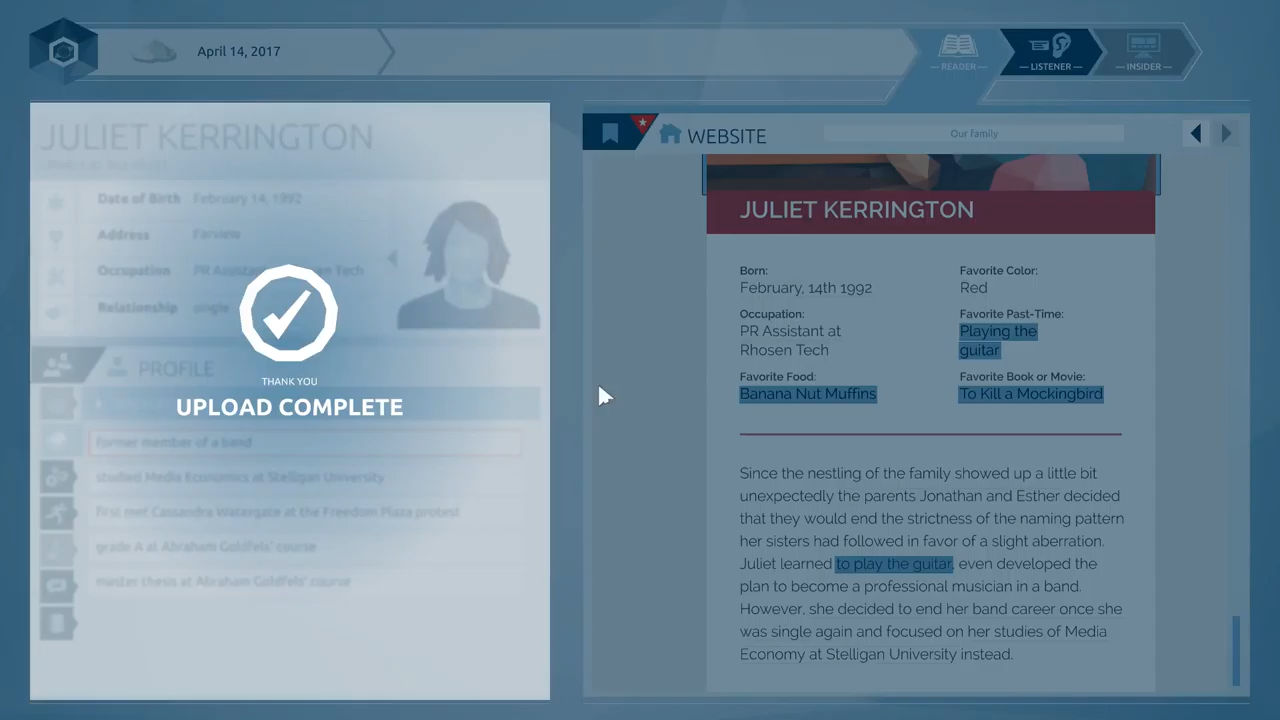 April 14, 2017
— READER —
— LISTENER —
— INSIDER —
JULIET KERRINGTON
Date of Birth February 14, 1992
Address Farview
Occupation PR Assistant Rhosen Tech
Relationship single
THANK YOU
UPLOAD COMPLETE
PROFILE
former member of a band
studied Media Economics at Stelligan University
first met Cassandra Watergate at the Freedom Plaza protest
grade A at Abraham Goldfels' course
master thesis at Abraham Goldfels' course
WEBSITE
Our family
JULIET KERRINGTON
Born:
February, 14th 1992
Occupation:
PR Assistant at
Rhosen Tech
Favorite Food:
Banana Nut Muffins
Favorite Color:
Red
Favorite Past-Time:
Playing the
guitar
Favorite Book or Movie:
To Kill a Mockingbird
Since the nestling of the family showed up a little bit
unexpectedly the parents Jonathan and Esther decided
that they would end the strictness of the naming pattern
her sisters had followed in favor of a slight aberration.
Juliet learned to play the guitar, even developed the
plan to become a professional musician in a band.
However, she decided to end her band career once she
was single again and focused on her studies of Media
Economy at Stelligan University instead.